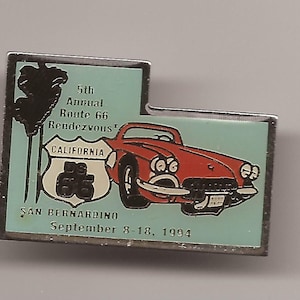 5th
Annual
Route 66
Rendezvous
CALIFORNIA
US
66
SAN BERNARDINO
September 8-18, 1994